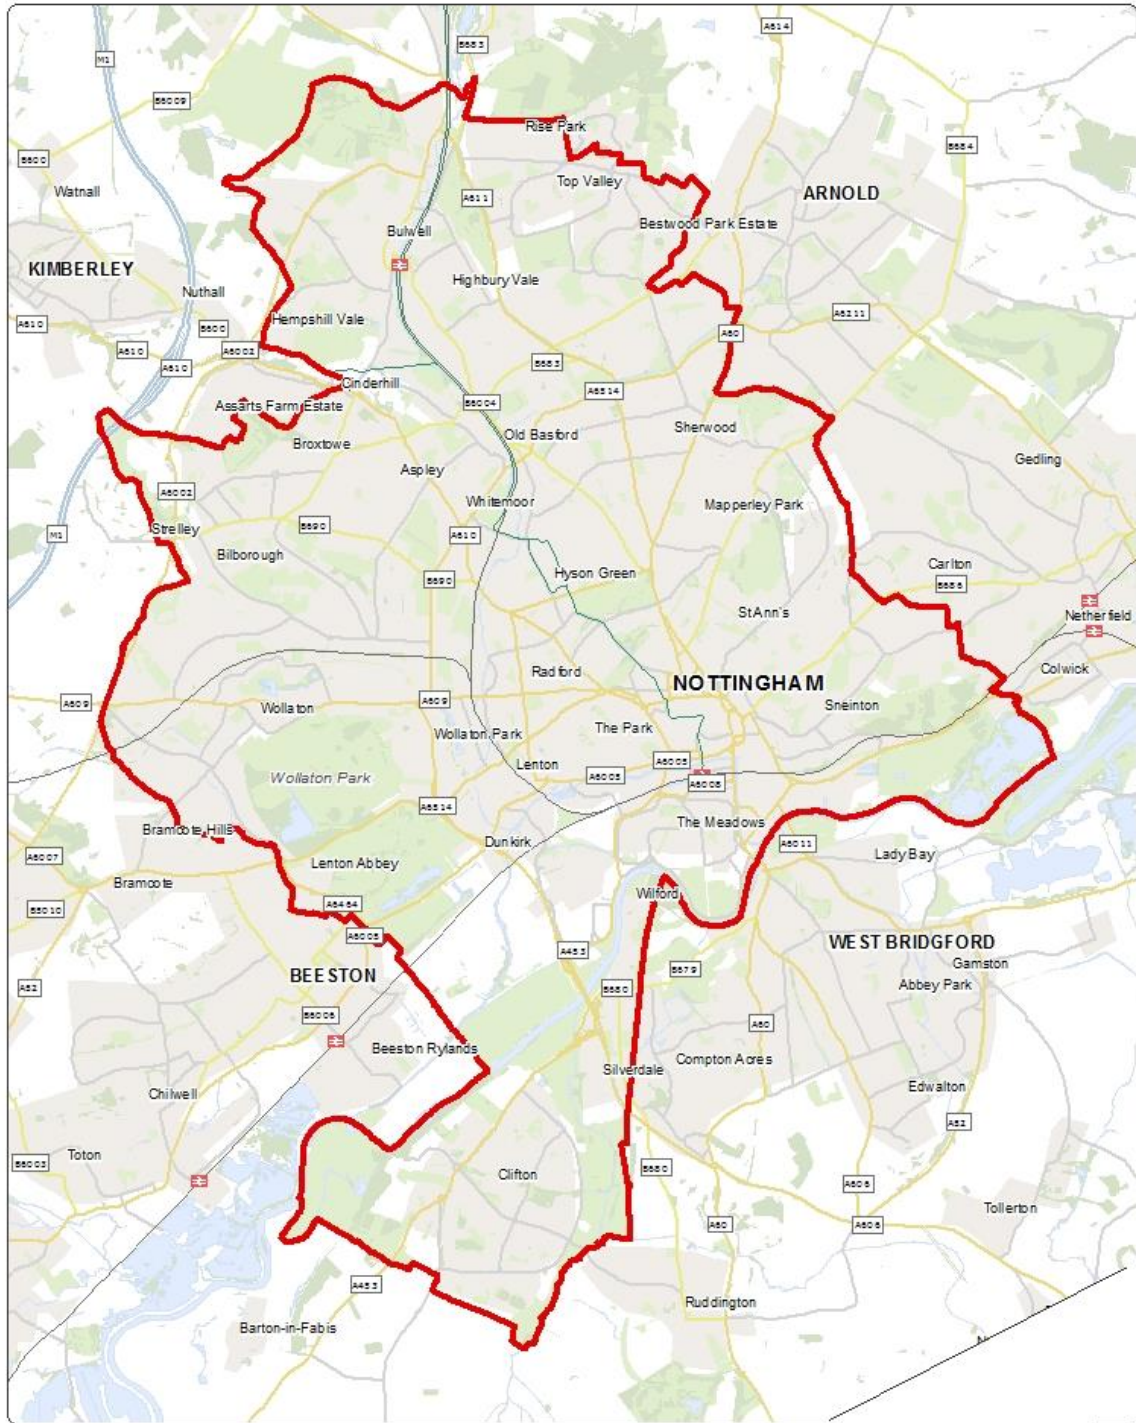 A614
B683
M1
B6009
Rise Park
B684
B600
Watnall
Top Valley
ARNOLD
A611
Bestwood Park Estate
Bulwell
KIMBERLEY
Highbury Vale
Nuthall
Hempshill Vale
A6211
A610
B600
A60
A610
A6002
A610
B683
Cinderhill
A6514
Assarts Farm Estate
B6004
Broxtowe
Old Basford
Sherwood
Aspley
Gedling
A6002
Whitemoor
Mapperley Park
Strelley
B690
M1
A610
Bilborough
Carlton
Hyson Green
B690
B686
St Ann's
Netherfield
Radford
Colwick
NOTTINGHAM
A609
Wollaton
A609
Sneinton
Wollaton Park
The Park
Lenton
A6005
A6005
Wollaton Park
A6008
A6514
The Meadows
Bramcote Hills
Dunkirk
A6011
A6007
Lenton Abbey
Lady Bay
Bramcote
Wilford
B5010
A6464
A6005
WEST BRIDGFORD
A453
Gamston
BEESTON
B679
Abbey Park
A52
B680
B6006
A60
Beeston Rylands
Compton Acres
Silverdale
Edwalton
Chilwell
A52
Toton
B6003
Clifton
B680
A606
Tollerton
A60
A606
A453
Ruddington
Barton-in-Fabis